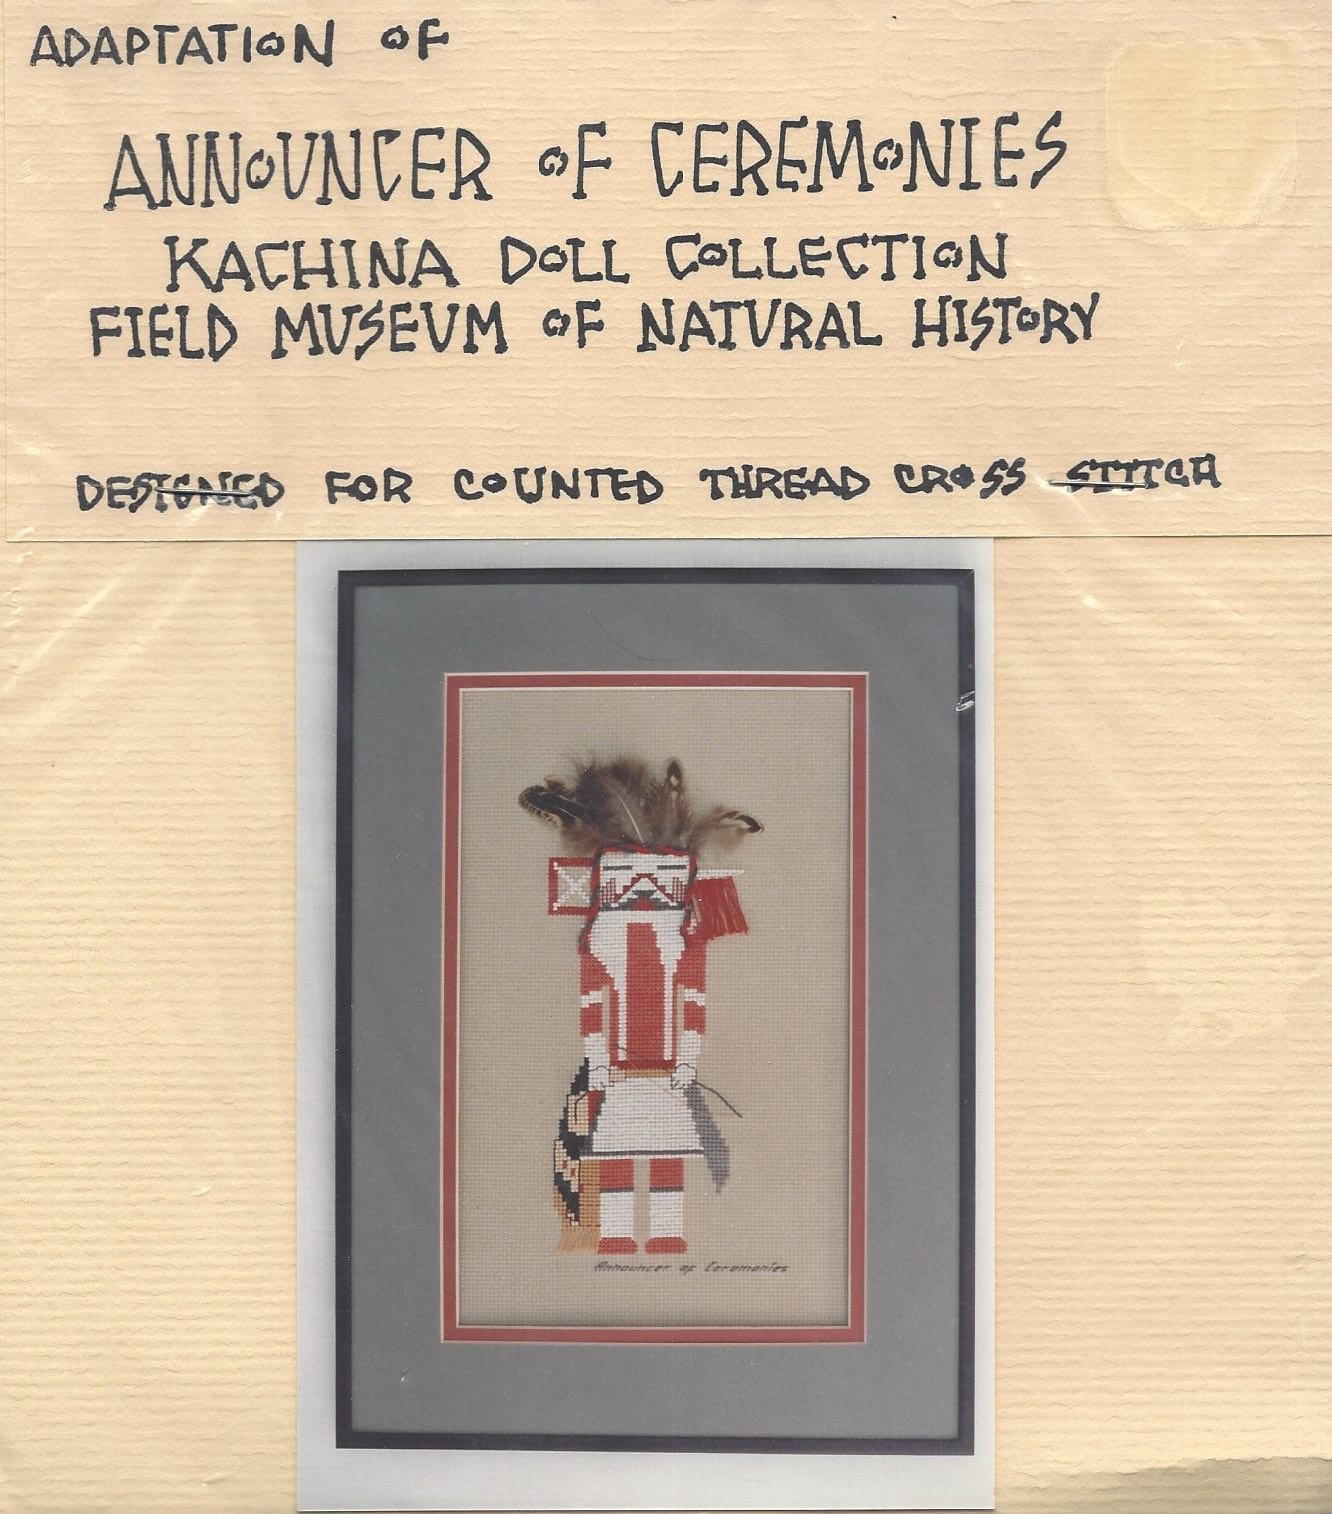 ADAPTATION OF
ANNOUNCER OF CEREMONIES
KACHINA DOLL COLLECTION
FIELD MUSEUM OF NATURAL HISTORY
DESIGNED FOR COUNTED THREAD CROSS STITCH
Announcer of Ceremonies